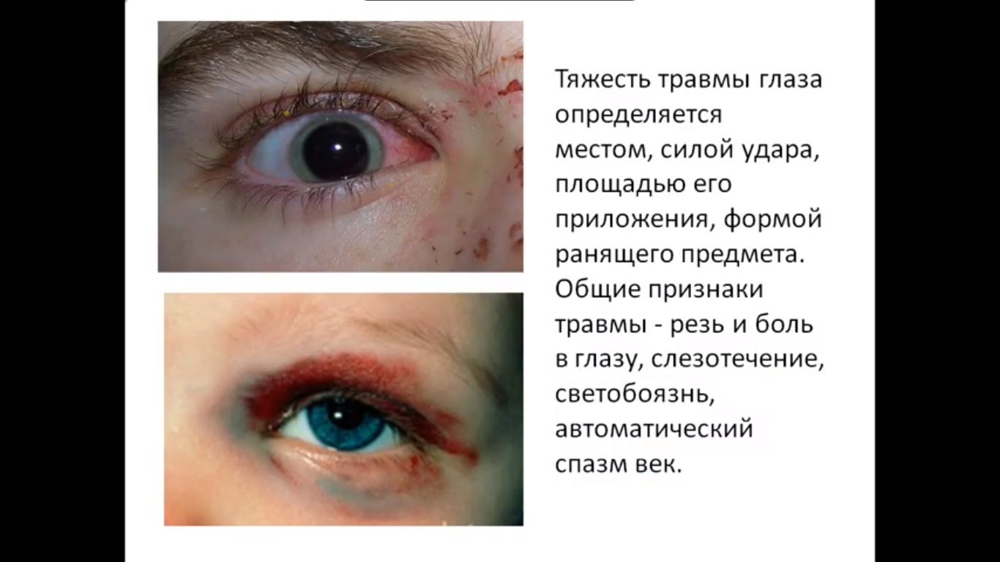 Тяжесть травмы глаза
определяется
местом, силой удара,
площадью его
приложения, формой
ранящего предмета.
Общие признаки
травмы - резь и боль
в глазу, слезотечение,
светобоязнь,
автоматический
спазм век.